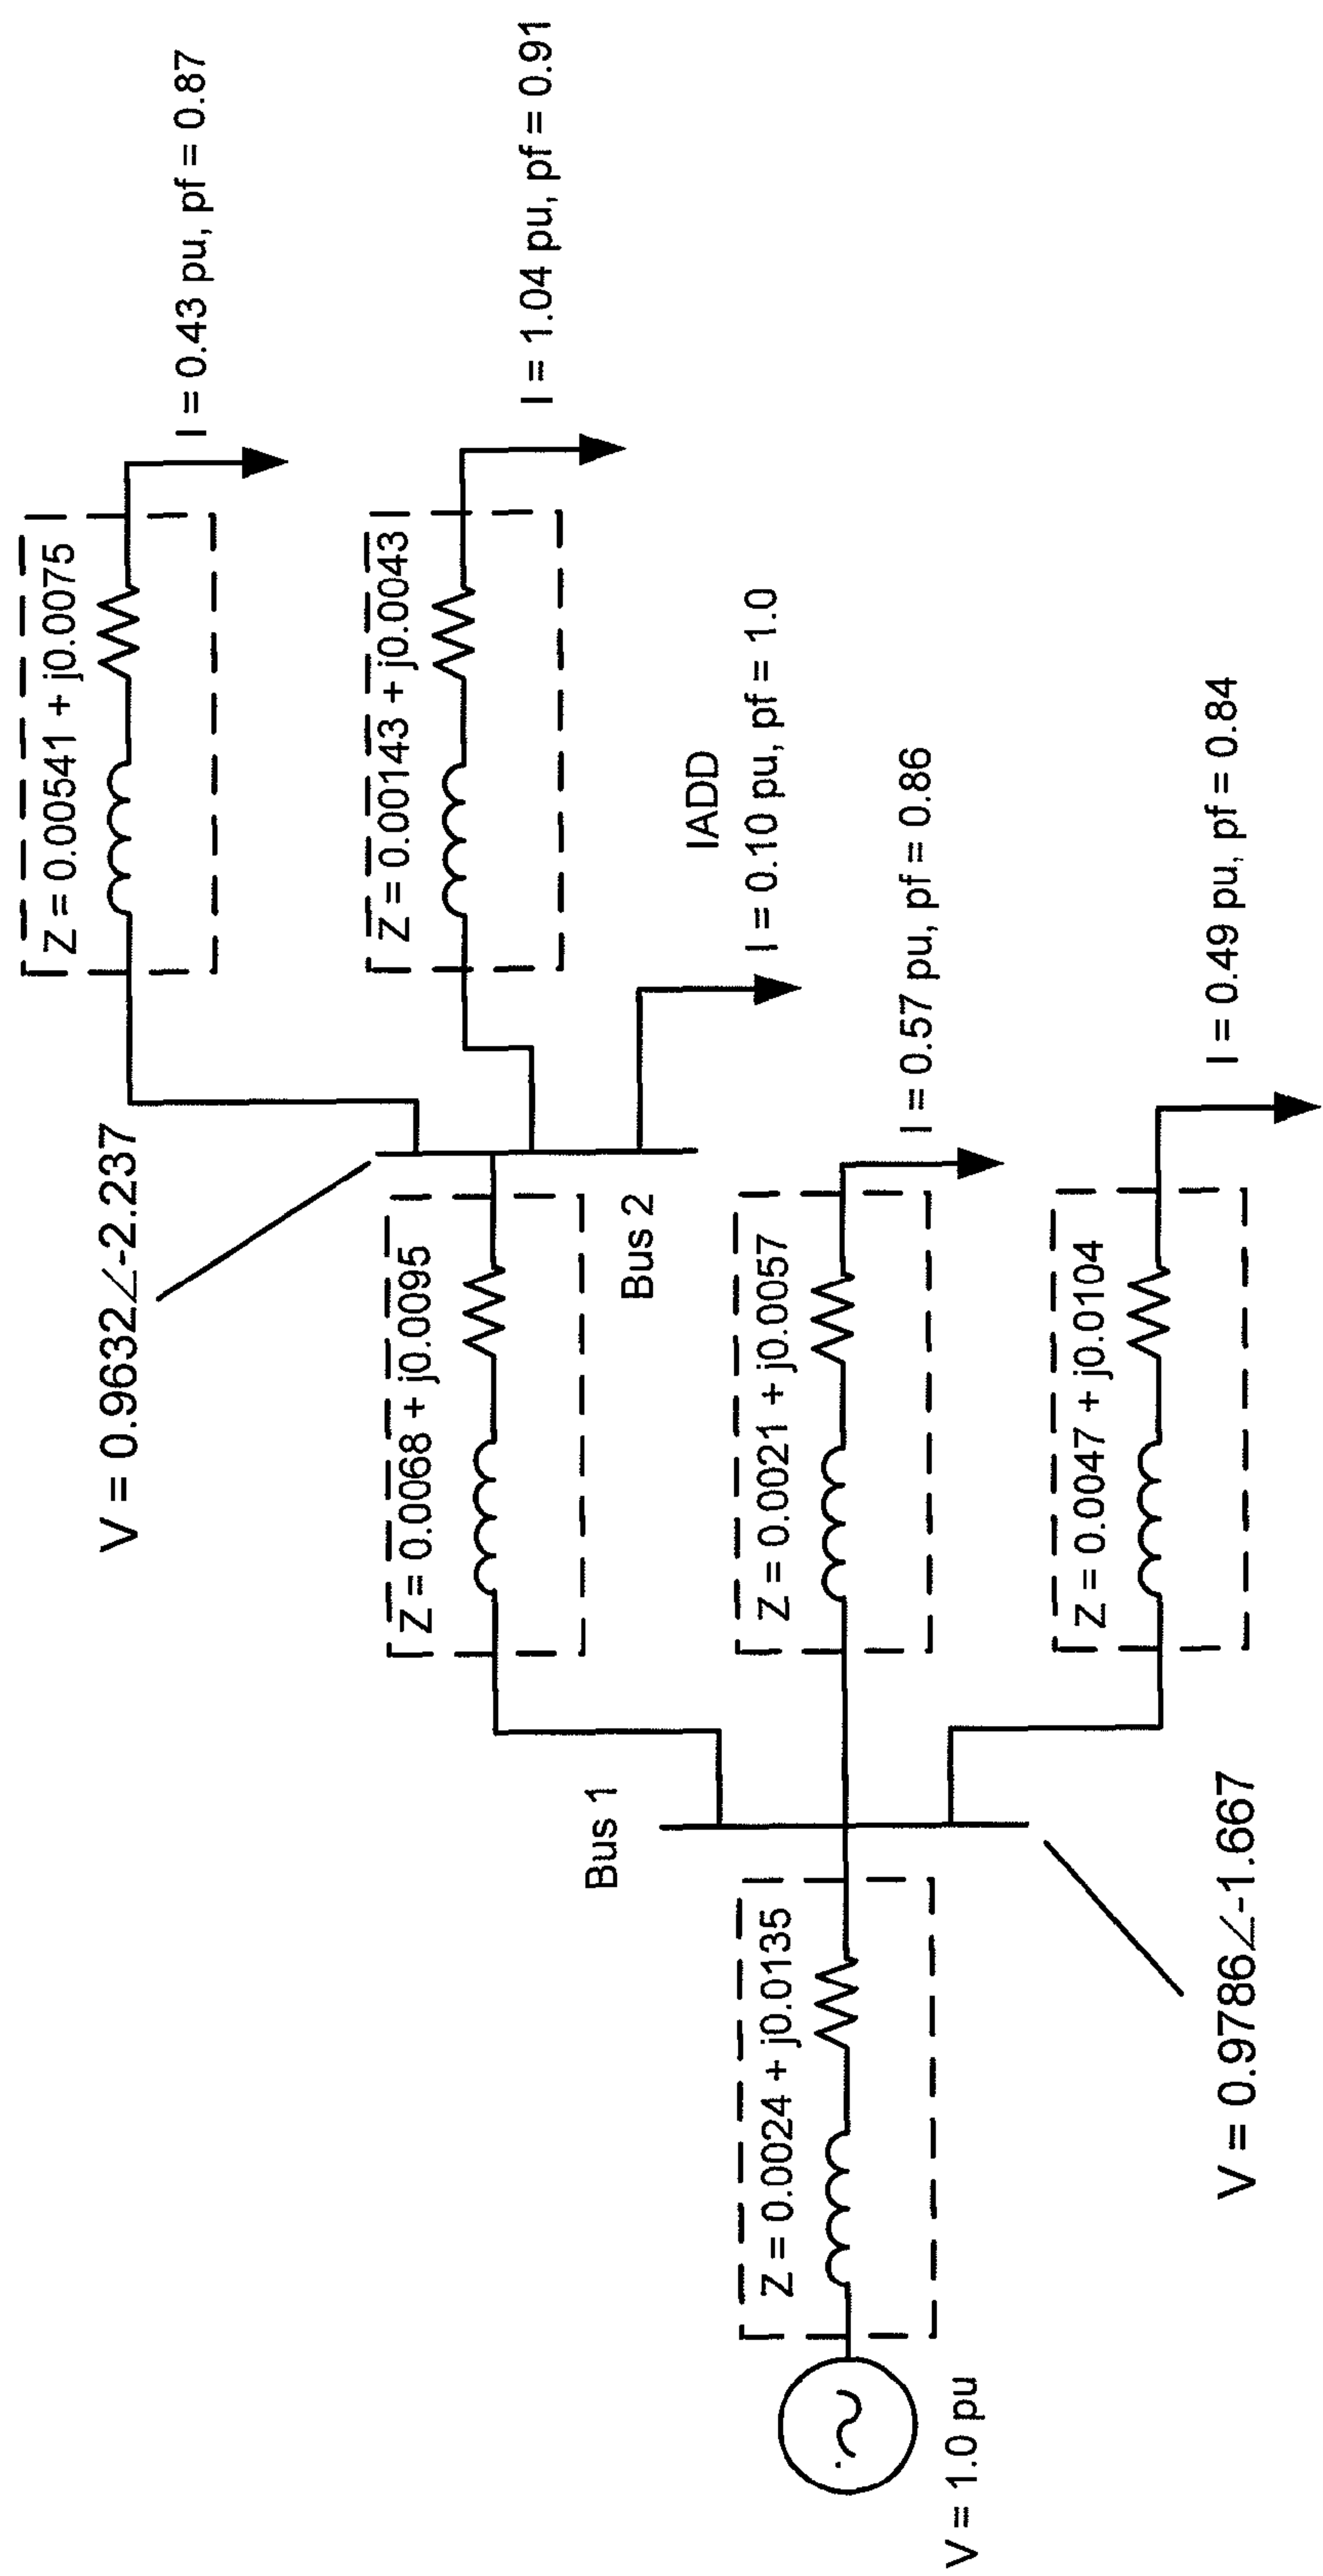 Z = 0.00541 + j0.0075
I = 0.43 pu, pf = 0.87
V = 0.9632∠-2.237
Z = 0.00143 + j0.0043
I = 1.04 pu, pf = 0.91
Z = 0.0068 + j0.0095
Bus 1
Bus 2
IADD
I = 0.10 pu, pf = 1.0
Z = 0.0024 + j0.0135
Z = 0.0021 + j0.0057
I = 0.57 pu, pf = 0.86
V = 1.0 pu
Z = 0.0047 + j0.0104
I = 0.49 pu, pf = 0.84
V = 0.9786∠-1.667